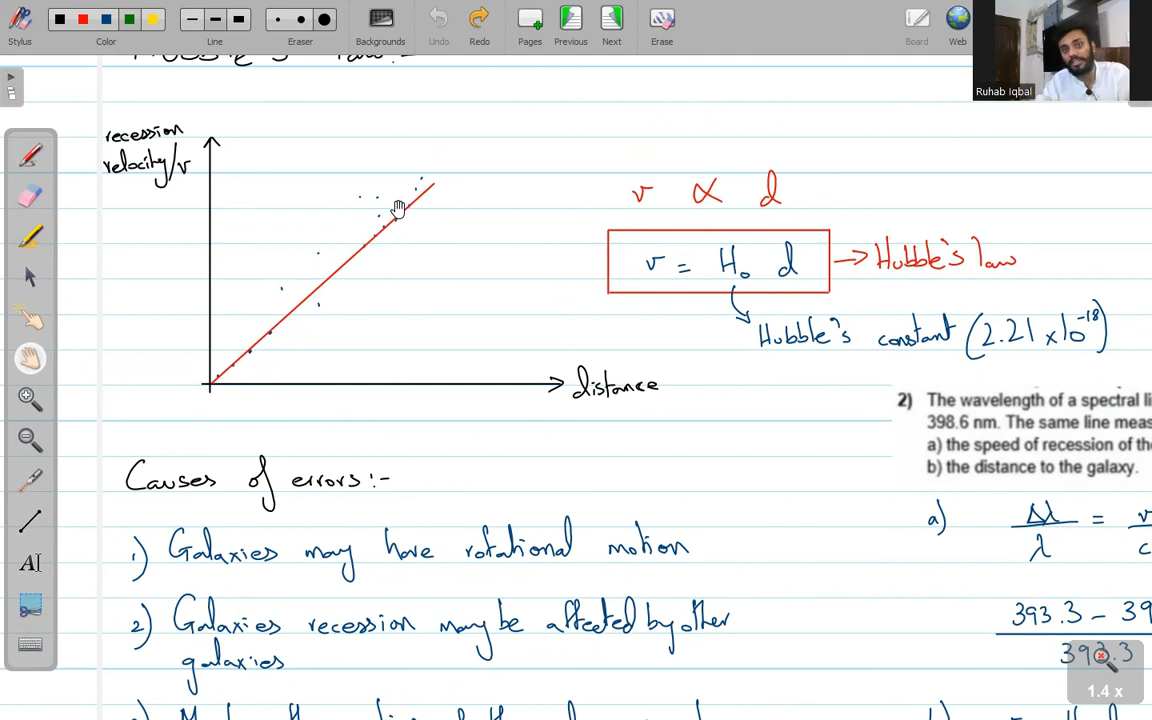 Stylus
Color
Line
Eraser
Backgrounds
Undo
Redo
Pages
Previous
Next
Erase
Board
Web
Ruhab Iqbal
law:-
recession
velocity/v
distance
v ∝ d
v = H₀ d → Hubble's law
Hubble's constant (2.21 x 10⁻¹⁸)
2) The wavelength of a spectral li
398.6 nm. The same line meas
a) the speed of recession of the
b) the distance to the galaxy.
a) Δλ/λ = v/c
393.3 - 39
393.3
Causes of errors :-
1) Galaxies may have rotational motion
2) Galaxies recession may be affected by other
galaxies
AI
1.4 x